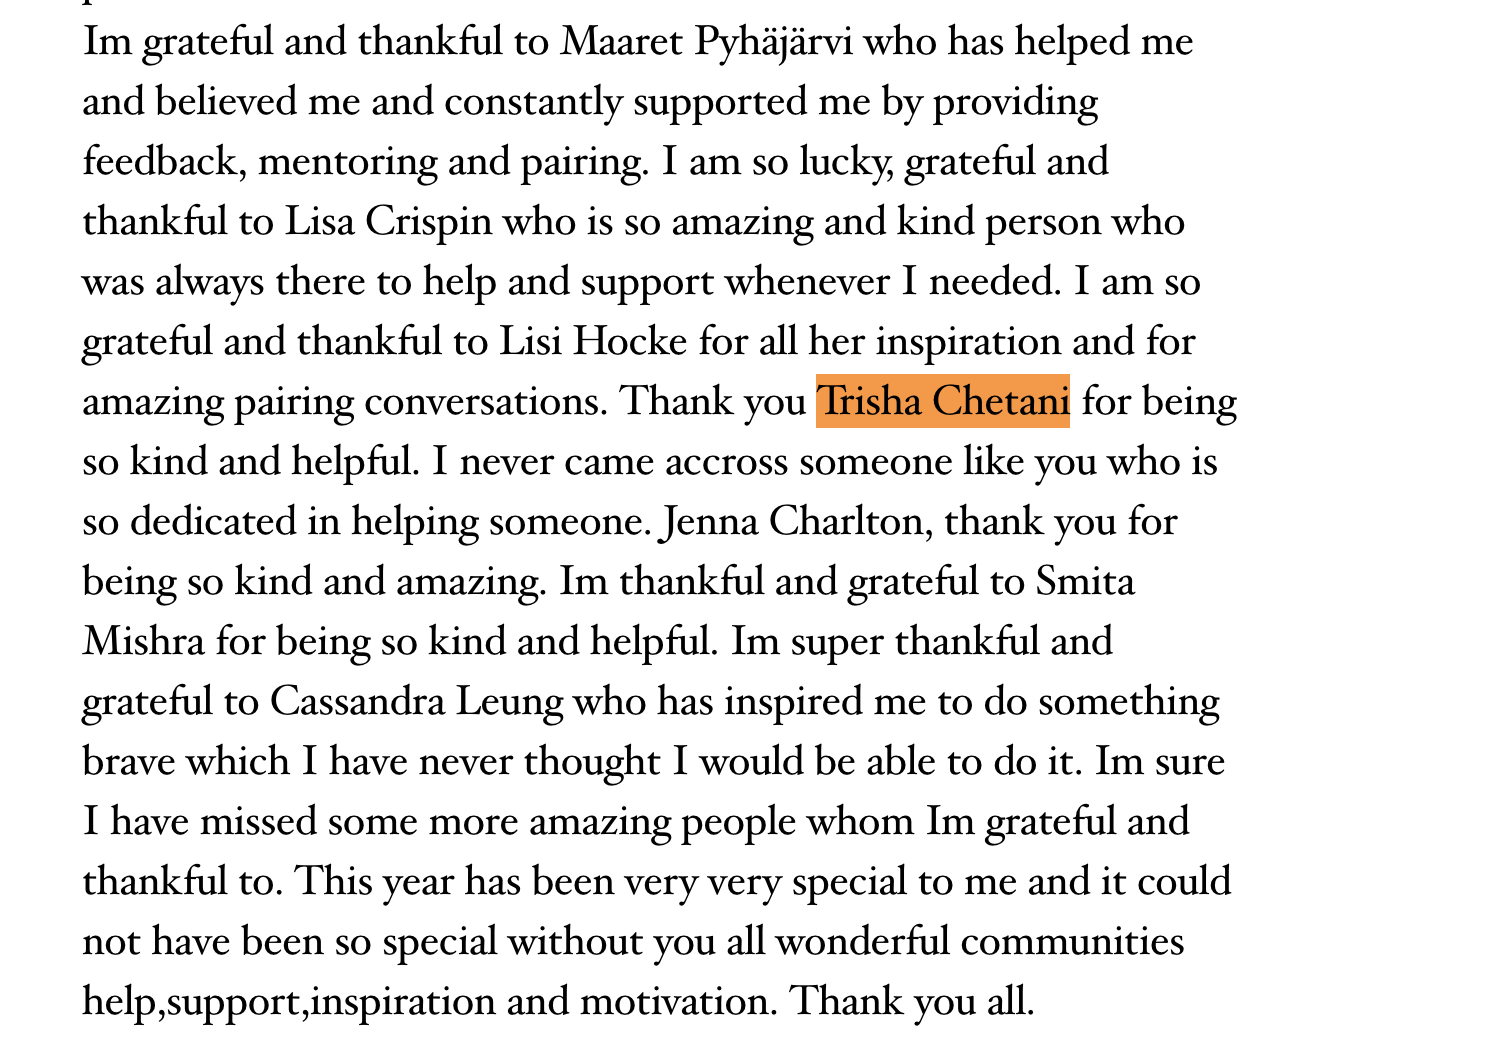 Im grateful and thankful to Maaret Pyhäjärvi who has helped me
and believed me and constantly supported me by providing
feedback, mentoring and pairing. I am so lucky, grateful and
thankful to Lisa Crispin who is so amazing and kind person who
was always there to help and support whenever I needed. I am so
grateful and thankful to Lisi Hocke for all her inspiration and for
amazing pairing conversations. Thank you Trisha Chetani for being
so kind and helpful. I never came accross someone like you who is
so dedicated in helping someone. Jenna Charlton, thank you for
being so kind and amazing. Im thankful and grateful to Smita
Mishra for being so kind and helpful. Im super thankful and
grateful to Cassandra Leung who has inspired me to do something
brave which I have never thought I would be able to do it. Im sure
I have missed some more amazing people whom Im grateful and
thankful to. This year has been very very special to me and it could
not have been so special without you all wonderful communities
help,support,inspiration and motivation. Thank you all.